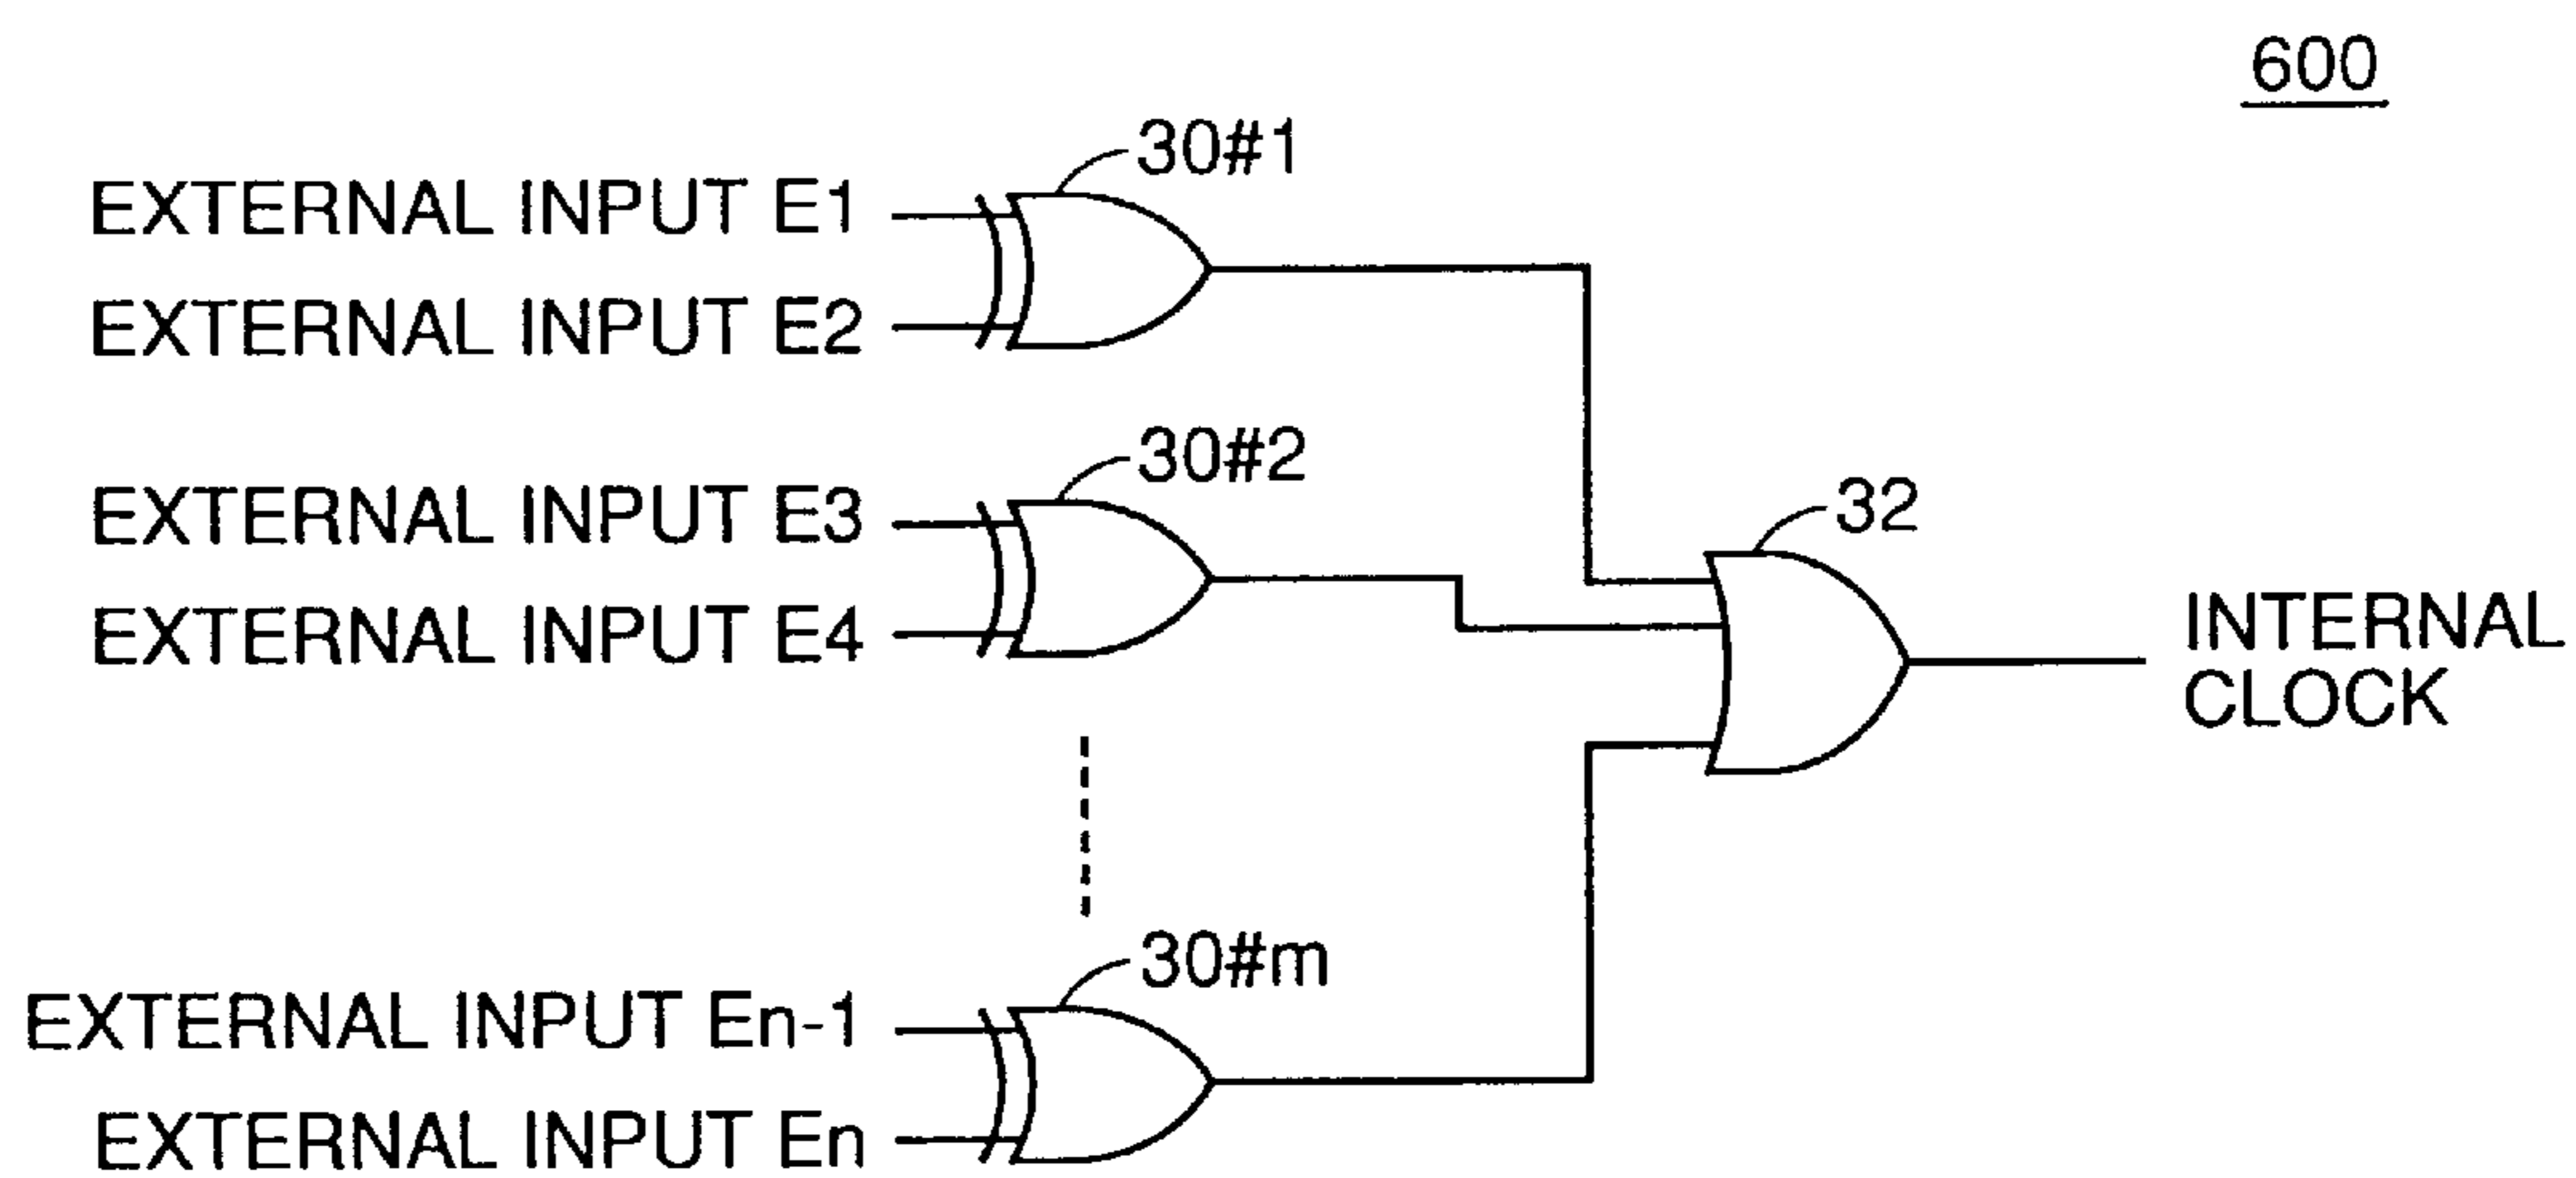 600
30#1
EXTERNAL INPUT E1
EXTERNAL INPUT E2
30#2
EXTERNAL INPUT E3
EXTERNAL INPUT E4
32
INTERNAL
CLOCK
30#m
EXTERNAL INPUT En-1
EXTERNAL INPUT En